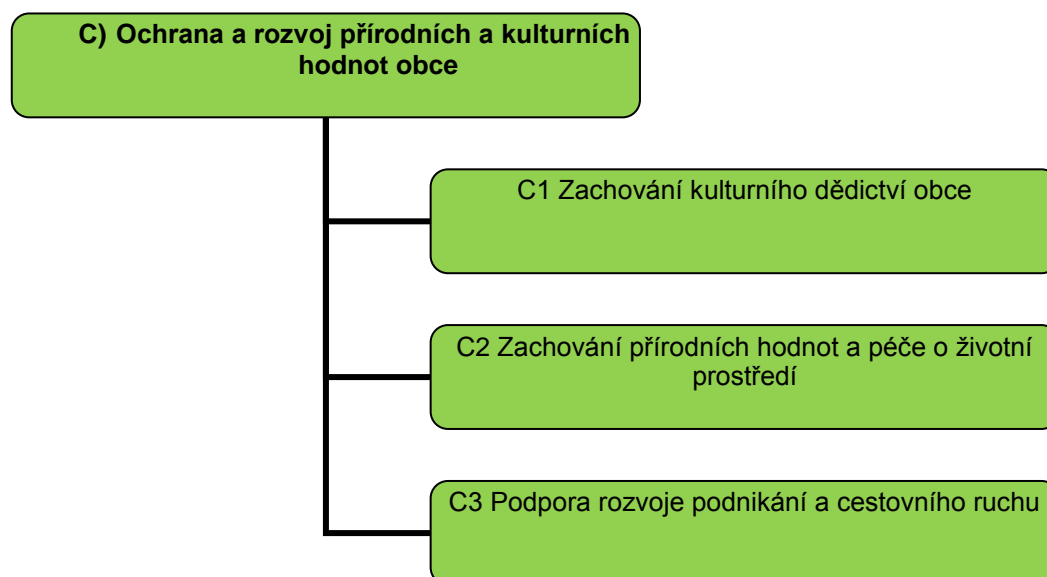 C) Ochrana a rozvoj přírodních a kulturních
hodnot obce
C1 Zachování kulturního dědictví obce
C2 Zachování přírodních hodnot a péče o životní
prostředí
C3 Podpora rozvoje podnikání a cestovního ruchu